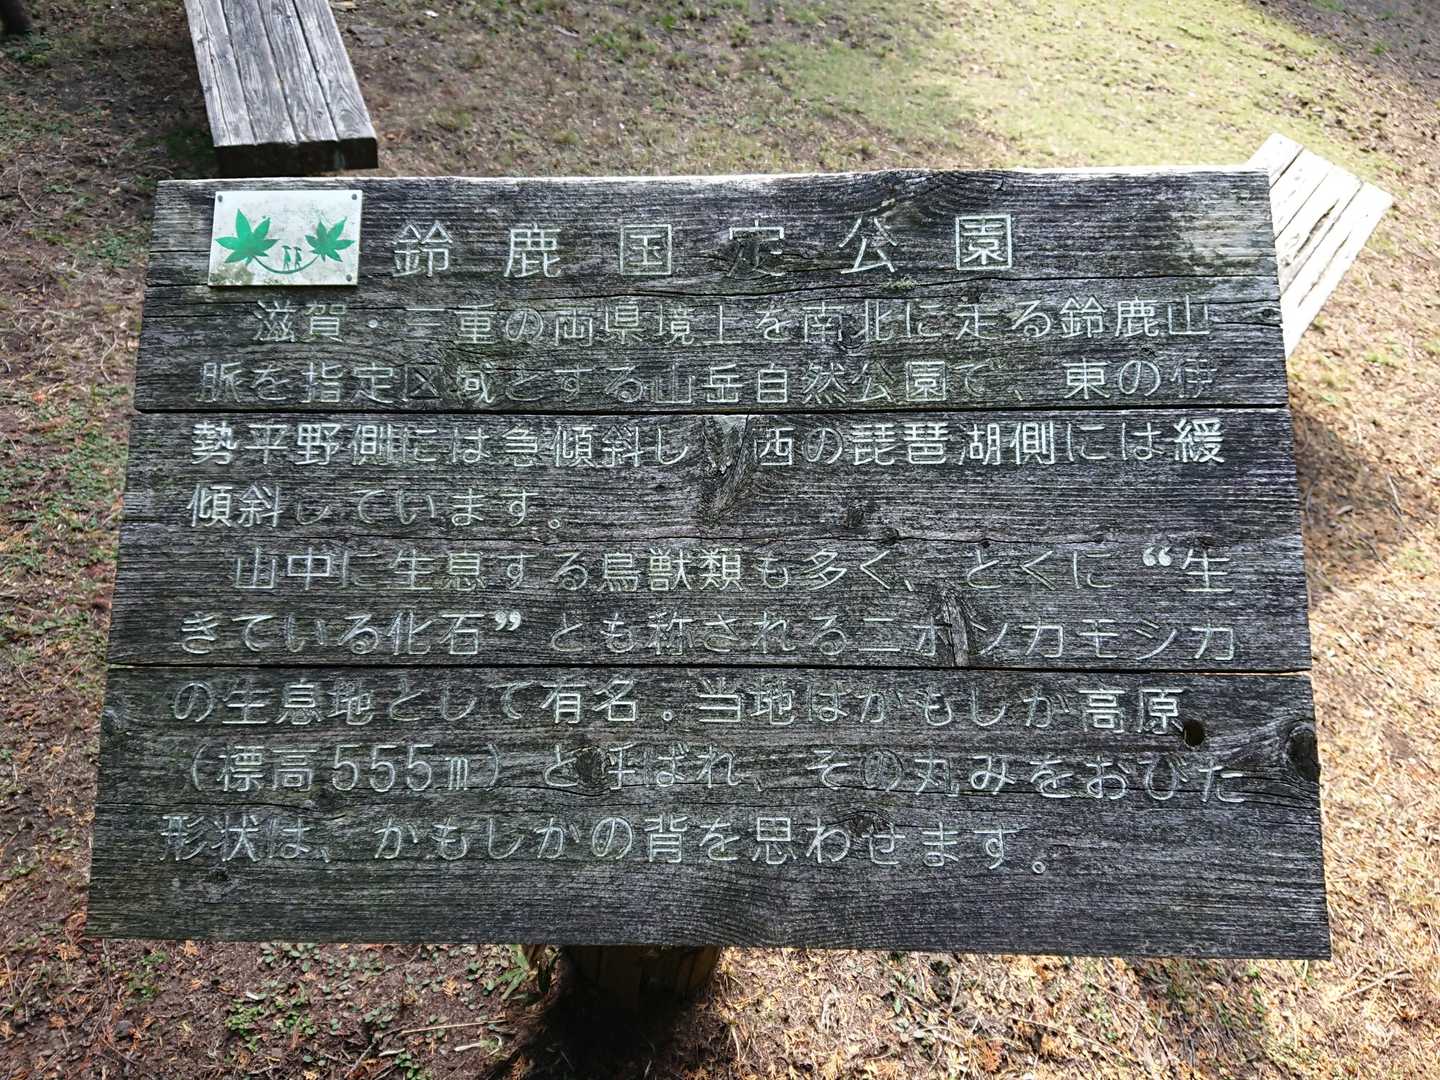 鈴鹿国定公園
滋賀・三重の両県境上を南北に走る鈴鹿山
脈を指定区域とする山岳自然公園で、東の伊
勢平野側には急傾斜し、西の琵琶湖側には緩
傾斜しています。
山中に生息する鳥獣類も多く、とくに“生
きている化石”とも称されるニホンカモシカ
の生息地として有名。当地はかもしか高原
（標高555m）と呼ばれ、その丸みをおびた
形状は、かもしかの背を思わせます。